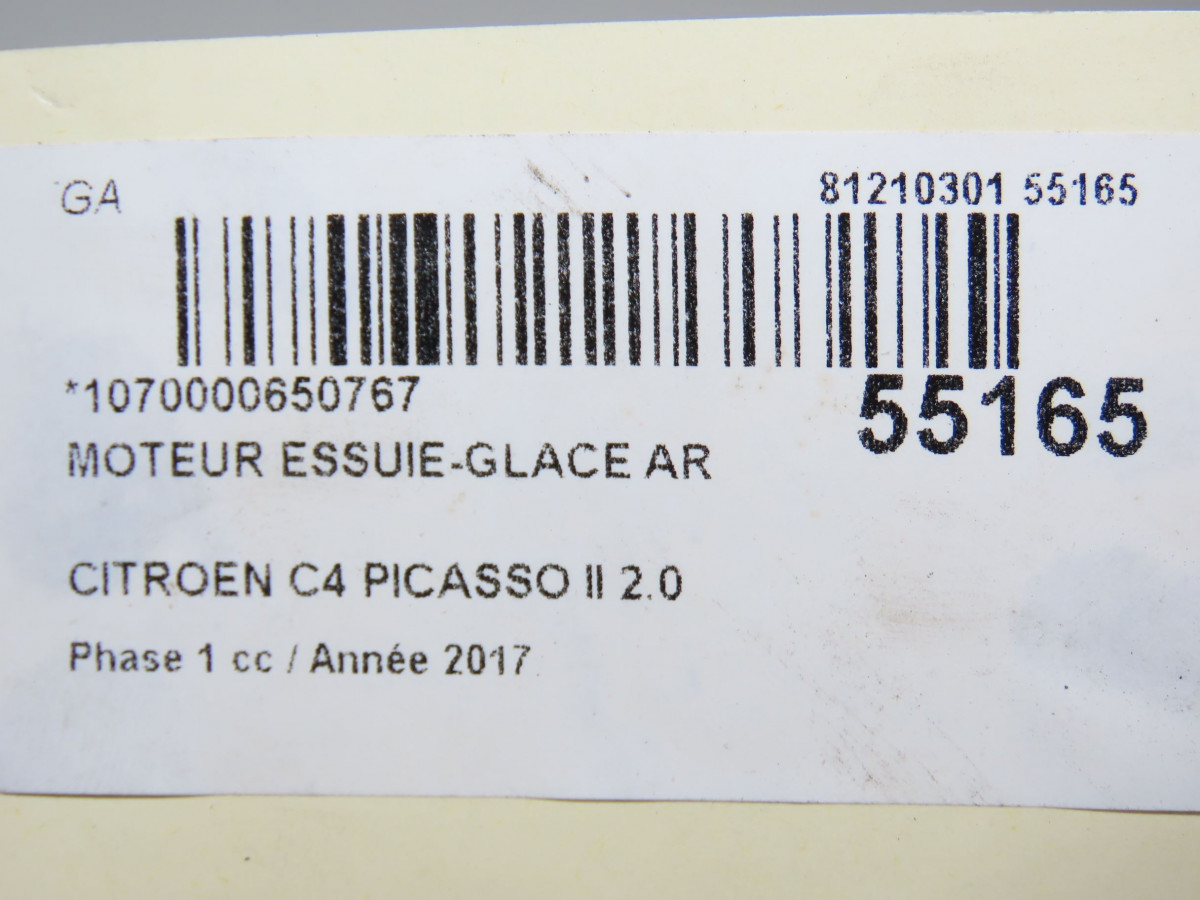 GA
81210301 55165
*1070000650767
55165
MOTEUR ESSUIE-GLACE AR
CITROEN C4 PICASSO II 2.0
Phase 1 cc / Année 2017